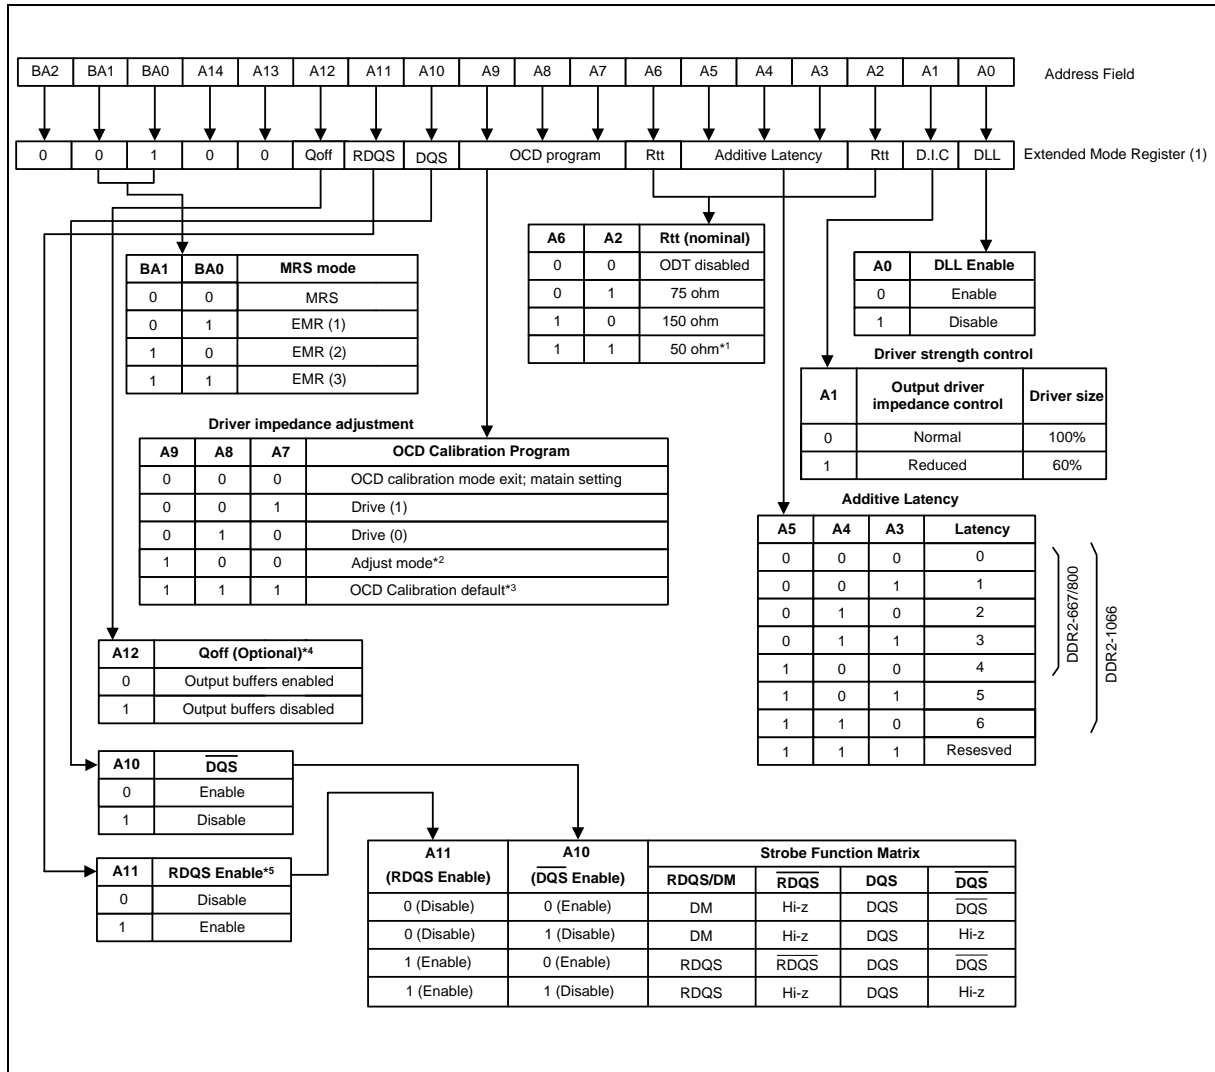 BA2 BA1 BA0 A14 A13 A12 A11 A10 A9 A8 A7 A6 A5 A4 A3 A2 A1 A0 Address Field
0 0 1 0 0 Qoff RDQS DQS OCD program Rtt Additive Latency Rtt D.I.C DLL Extended Mode Register (1)
BA1 BA0 MRS mode
0 0 MRS
0 1 EMR (1)
1 0 EMR (2)
1 1 EMR (3)
A6 A2 Rtt (nominal)
0 0 ODT disabled
0 1 75 ohm
1 0 150 ohm
1 1 50 ohm*1
A0 DLL Enable
0 Enable
1 Disable
Driver strength control
A1 Output driver impedance control Driver size
0 Normal 100%
1 Reduced 60%
Driver impedance adjustment
A9 A8 A7 OCD Calibration Program
0 0 0 OCD calibration mode exit; matain setting
0 0 1 Drive (1)
0 1 0 Drive (0)
1 0 0 Adjust mode*2
1 1 1 OCD Calibration default*3
Additive Latency
A5 A4 A3 Latency
0 0 0 0
0 0 1 1
0 1 0 2
0 1 1 3
1 0 0 4
1 0 1 5
1 1 0 6
1 1 1 Resesved
DDR2-667/800
DDR2-1066
A12 Qoff (Optional)*4
0 Output buffers enabled
1 Output buffers disabled
A10 D̅Q̅S̅
0 Enable
1 Disable
A11 RDQS Enable*5
0 Disable
1 Enable
A11 (RDQS Enable) A10 (D̅Q̅S̅ Enable) Strobe Function Matrix
RDQS/DM R̅D̅Q̅S̅ DQS D̅Q̅S̅
0 (Disable) 0 (Enable) DM Hi-z DQS D̅Q̅S̅
0 (Disable) 1 (Disable) DM Hi-z DQS Hi-z
1 (Enable) 0 (Enable) RDQS R̅D̅Q̅S̅ DQS D̅Q̅S̅
1 (Enable) 1 (Disable) RDQS Hi-z DQS Hi-z